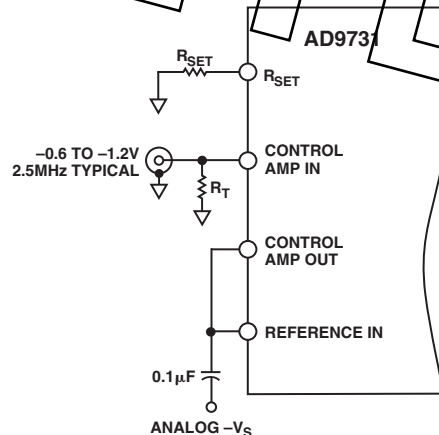 AD9731
RSET
RSET
–0.6 TO –1.2V
2.5MHz TYPICAL
CONTROL
AMP IN
RT
CONTROL
AMP OUT
REFERENCE IN
0.1μF
ANALOG –VS